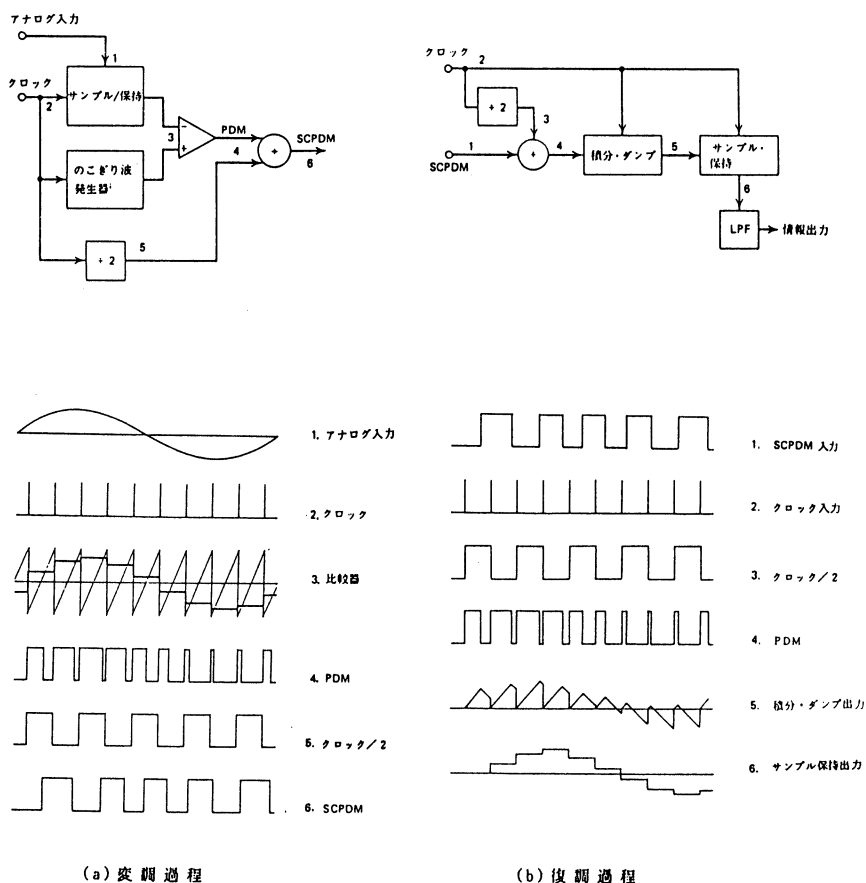 アナログ入力
1
クロック
2
サンプル/保持
−
3
+
PDM
4
+
SCPDM
6
のこぎり波
発生器
÷ 2
5
1. アナログ入力
2. クロック
3. 比較器
4. PDM
5. クロック/2
6. SCPDM
(a) 変調過程
クロック
2
÷ 2
3
1
SCPDM
+
4
積分・ダンプ
5
サンプル・
保持
6
LPF
情報出力
1. SCPDM 入力
2. クロック入力
3. クロック/2
4. PDM
5. 積分・ダンプ出力
6. サンプル保持出力
(b) 復調過程